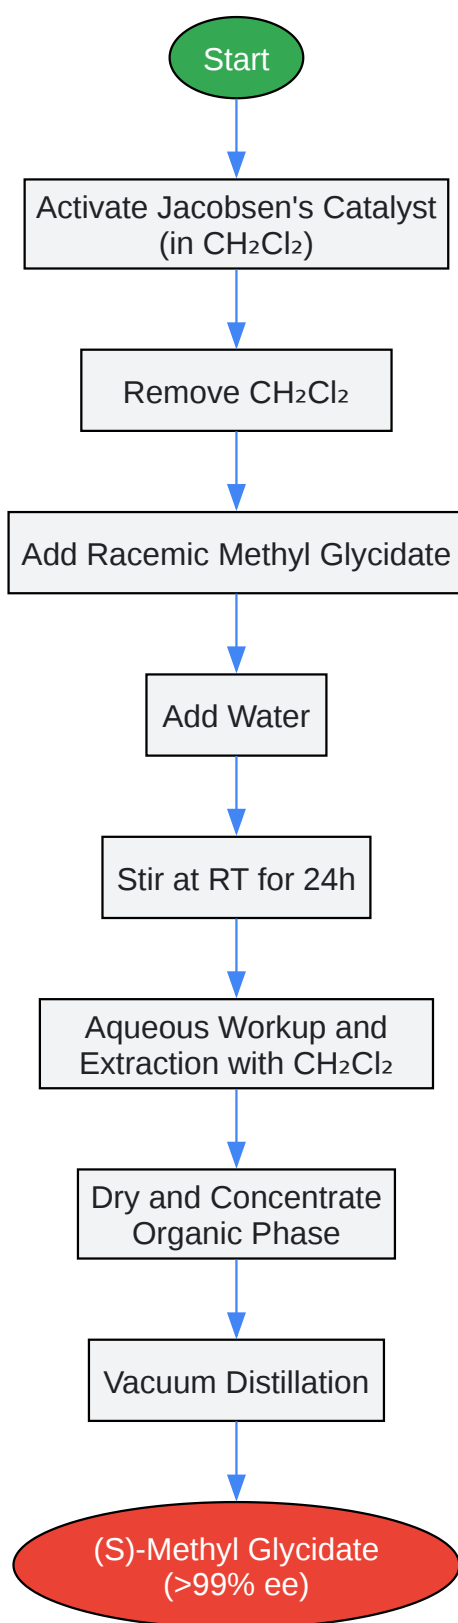 Start
Activate Jacobsen's Catalyst
(in CH₂Cl₂)
Remove CH₂Cl₂
Add Racemic Methyl Glycidate
Add Water
Stir at RT for 24h
Aqueous Workup and
Extraction with CH₂Cl₂
Dry and Concentrate
Organic Phase
Vacuum Distillation
(S)-Methyl Glycidate
(>99% ee)